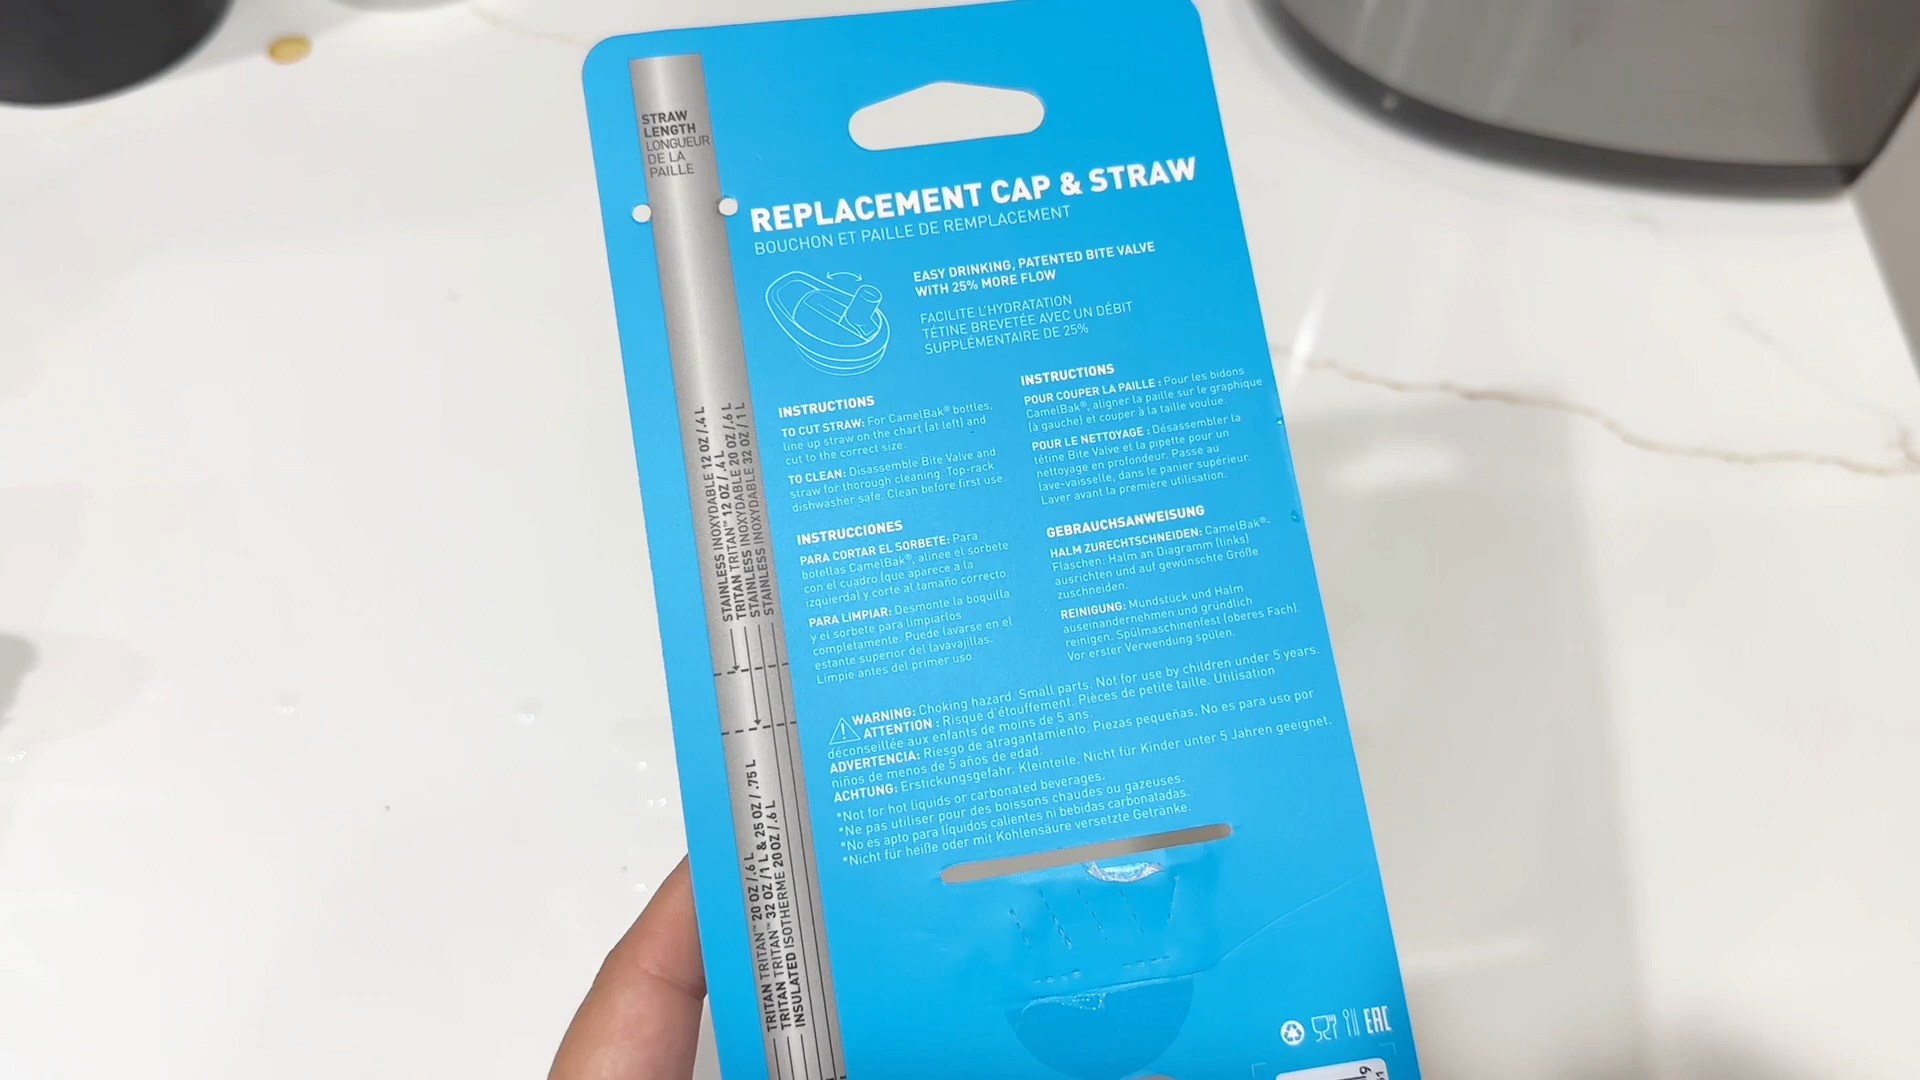 STRAW
LENGTH
LONGUEUR
DE LA
PAILLE
STAINLESS INOXYDABLE 12 OZ / .4 L
TRITAN TRITAN™ 12 OZ / .4 L
STAINLESS INOXYDABLE 20 OZ / .6 L
STAINLESS INOXYDABLE 32 OZ / 1 L
TRITAN TRITAN™ 20 OZ / .6 L
TRITAN TRITAN™ 32 OZ / 1 L & 25 OZ / .75 L
INSULATED ISOTHERME 20 OZ / .6 L
REPLACEMENT CAP & STRAW
BOUCHON ET PAILLE DE REMPLACEMENT
EASY DRINKING, PATENTED BITE VALVE
WITH 25% MORE FLOW
FACILITE L'HYDRATATION
TÉTINE BREVETÉE AVEC UN DÉBIT
SUPPLÉMENTAIRE DE 25%
INSTRUCTIONS
TO CUT STRAW: For CamelBak® bottles,
line up straw on the chart (at left) and
cut to the correct size.
TO CLEAN: Disassemble Bite Valve and
straw for thorough cleaning. Top-rack
dishwasher safe. Clean before first use.
INSTRUCTIONS
POUR COUPER LA PAILLE : Pour les bidons
CamelBak®, aligner la paille sur le graphique
(à gauche) et couper à la taille voulue.
POUR LE NETTOYAGE : Désassembler la
tétine Bite Valve et la pipette pour un
nettoyage en profondeur. Passe au
lave-vaisselle, dans le panier supérieur.
Laver avant la première utilisation.
INSTRUCCIONES
PARA CORTAR EL SORBETE: Para
botellas CamelBak®, alinee el sorbete
con el cuadro (que aparece a la
izquierda) y corte al tamaño correcto.
PARA LIMPIAR: Desmonte la boquilla
y el sorbete para limpiarlos
completamente. Puede lavarse en el
estante superior del lavavajillas.
Limpie antes del primer uso.
GEBRAUCHSANWEISUNG
HALM ZURECHTSCHNEIDEN: CamelBak®-
Flaschen: Halm an Diagramm (links)
ausrichten und auf gewünschte Größe
zuschneiden.
REINIGUNG: Mundstück und Halm
auseinandernehmen und gründlich
reinigen. Spülmaschinenfest (oberes Fach).
Vor erster Verwendung spülen.
WARNING: Choking hazard. Small parts. Not for use by children under 5 years.
ATTENTION : Risque d'étouffement. Pièces de petite taille. Utilisation
déconseillée aux enfants de moins de 5 ans.
ADVERTENCIA: Riesgo de atragantamiento. Piezas pequeñas. No es para uso por
niños de menos de 5 años de edad.
ACHTUNG: Erstickungsgefahr. Kleinteile. Nicht für Kinder unter 5 Jahren geeignet.
*Not for hot liquids or carbonated beverages.
*Ne pas utiliser pour des boissons chaudes ou gazeuses.
*No es apto para líquidos calientes ni bebidas carbonatadas.
*Nicht für heiße oder mit Kohlensäure versetzte Getränke.
EAC